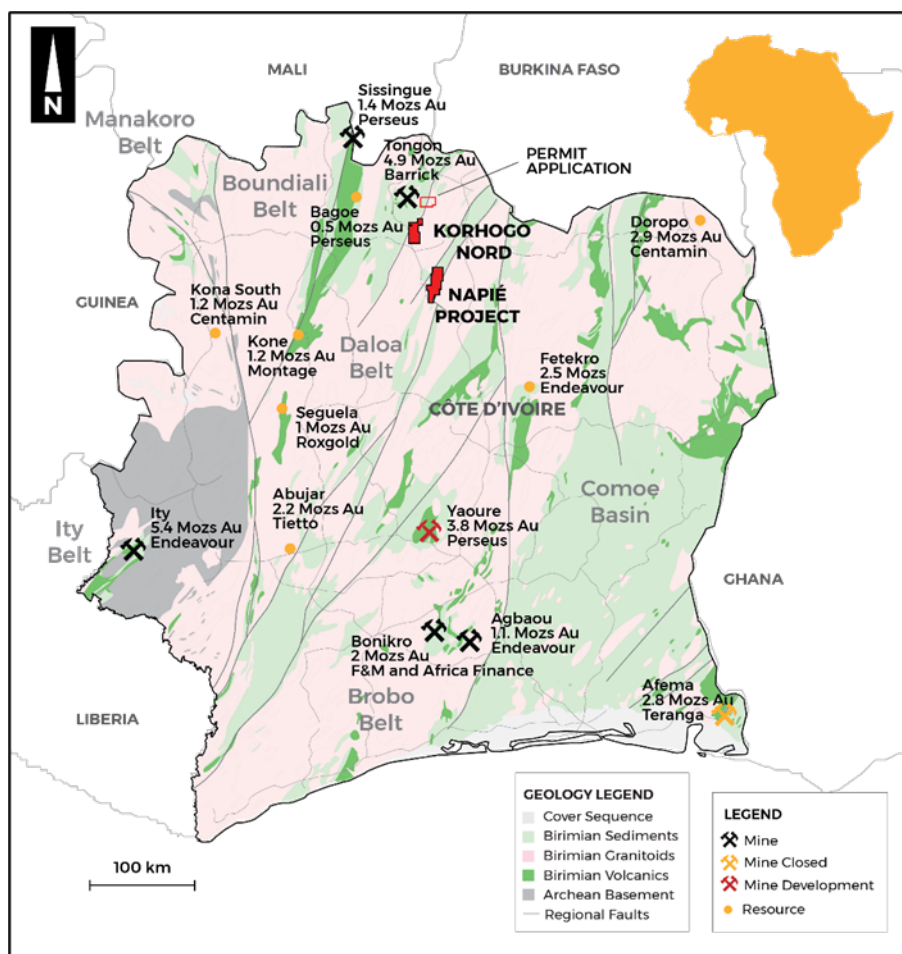 N
MALI
BURKINA FASO
Manakoro
Belt
Sissingue
1.4 Mozs Au
Perseus
Tongon
4.9 Mozs Au
Barrick
PERMIT
APPLICATION
Boundiali
Belt
Bagoe
0.5 Mozs Au
Perseus
KORHOGO
NORD
Doropo
2.9 Mozs Au
Centamin
GUINEA
Kona South
1.2 Mozs Au
Centamin
NAPIÉ
PROJECT
Kone
1.2 Mozs Au
Montage
Daloa
Belt
Fetekro
2.5 Mozs
Endeavour
CÔTE D'IVOIRE
Seguela
1 Mozs Au
Roxgold
Comoe
Basin
Abujar
2.2 Mozs Au
Tietto
Yaoure
3.8 Mozs Au
Perseus
Ity
Belt
Ity
5.4 Mozs Au
Endeavour
GHANA
Agbaou
1.1. Mozs Au
Endeavour
Bonikro
2 Mozs Au
F&M and Africa Finance
Brobo
Belt
Afema
2.8 Mozs Au
Teranga
LIBERIA
100 km
GEOLOGY LEGEND
Cover Sequence
Birimian Sediments
Birimian Granitoids
Birimian Volcanics
Archean Basement
Regional Faults
LEGEND
Mine
Mine Closed
Mine Development
Resource